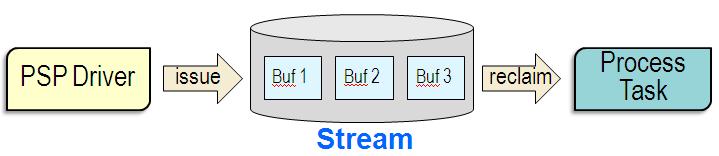 PSP Driver
issue
Buf 1
Buf 2
Buf 3
reclaim
Process
Task
Stream